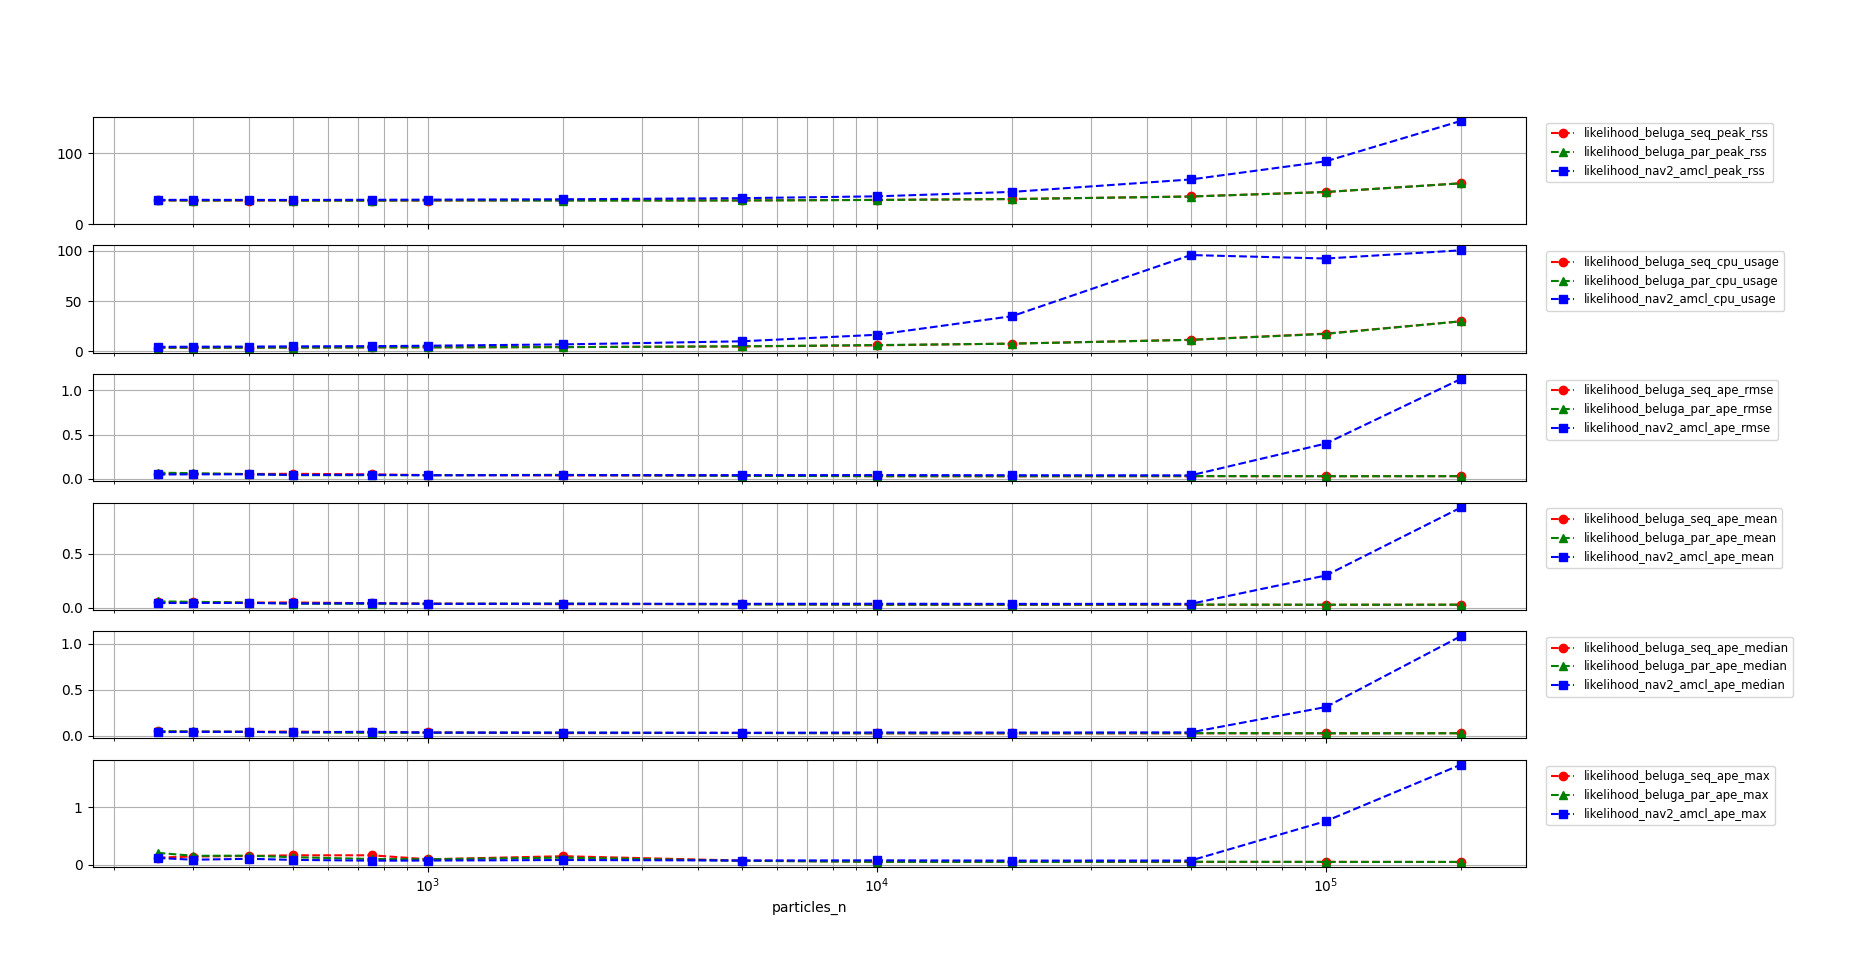 100
0
likelihood_beluga_seq_peak_rss
likelihood_beluga_par_peak_rss
likelihood_nav2_amcl_peak_rss
100
50
0
likelihood_beluga_seq_cpu_usage
likelihood_beluga_par_cpu_usage
likelihood_nav2_amcl_cpu_usage
1.0
0.5
0.0
likelihood_beluga_seq_ape_rmse
likelihood_beluga_par_ape_rmse
likelihood_nav2_amcl_ape_rmse
0.5
0.0
likelihood_beluga_seq_ape_mean
likelihood_beluga_par_ape_mean
likelihood_nav2_amcl_ape_mean
1.0
0.5
0.0
likelihood_beluga_seq_ape_median
likelihood_beluga_par_ape_median
likelihood_nav2_amcl_ape_median
1
0
likelihood_beluga_seq_ape_max
likelihood_beluga_par_ape_max
likelihood_nav2_amcl_ape_max
10³ 10⁴ 10⁵
particles_n